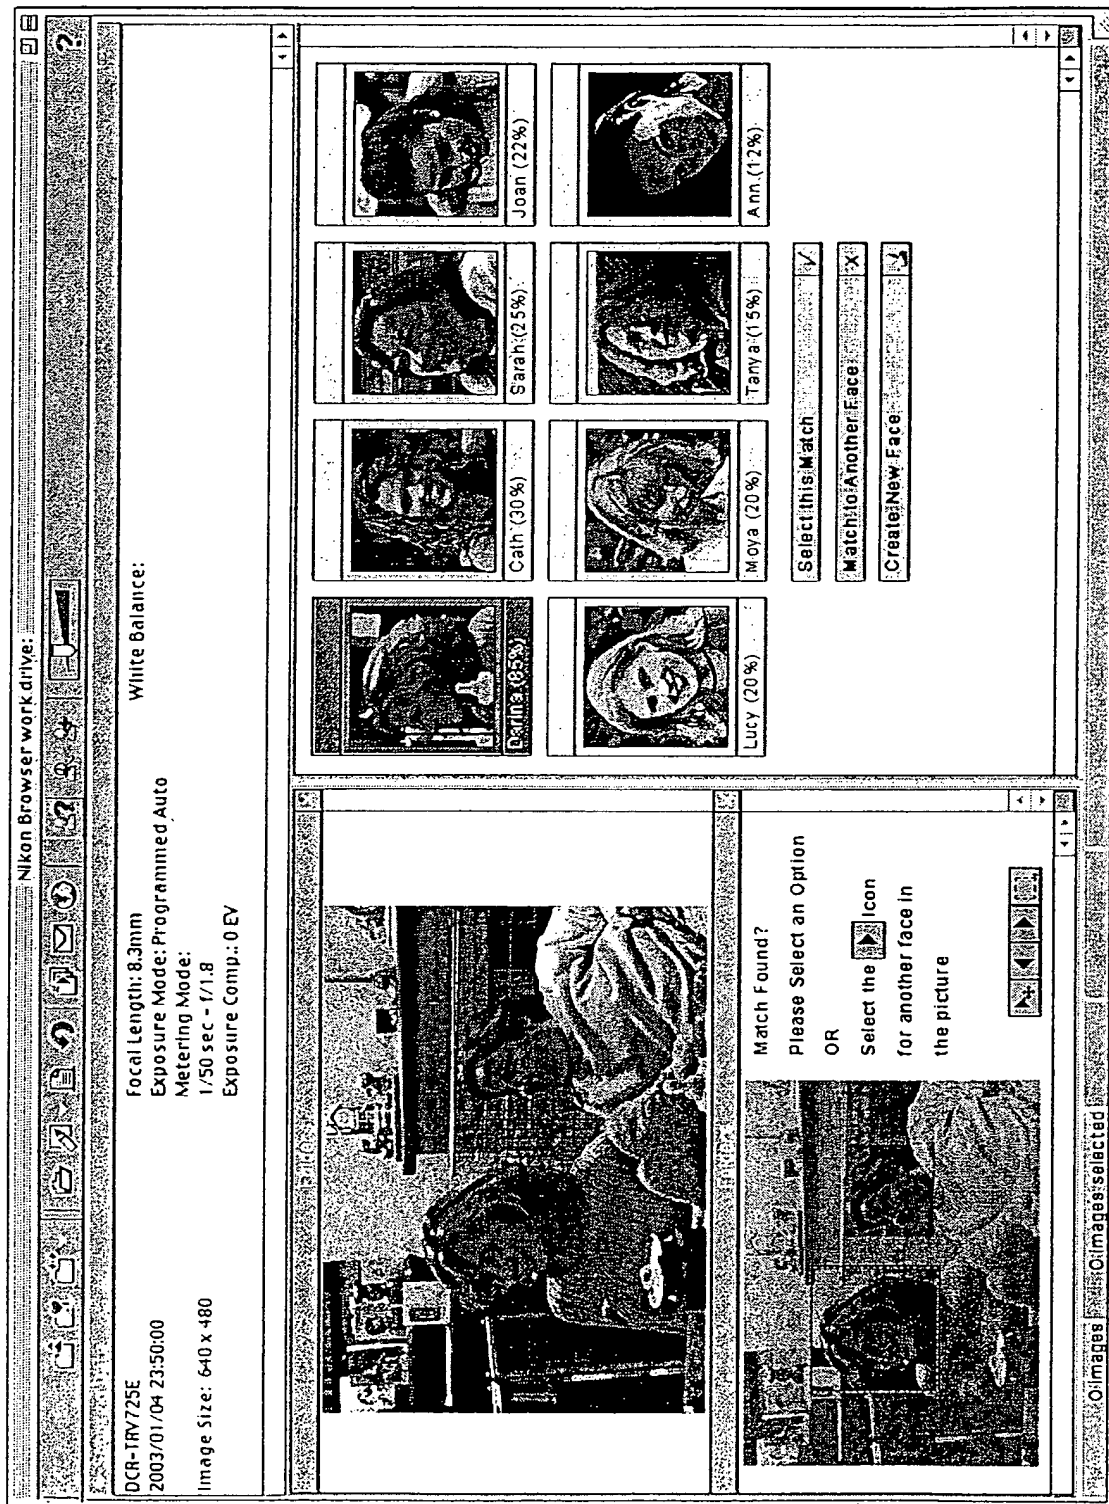 Nikon Browser work drive:
?
DCR-TRV725E
2003/01/04 23:50:00
Image Size: 640 x 480
Focal Length: 8.3mm
Exposure Mode: Programmed Auto
Metering Mode:
1/50 sec - f/1.8
Exposure Comp.: 0 EV
White Balance:
Match Found?
Please Select an Option
OR
Select the Icon
for another face in
the picture
Cath (30%)
Sarah (25%)
Joan (22%)
Lucy (20%)
Moya (20%)
Tanya (15%)
Ann (12%)
Select this Match
Match to Another Face
Create New Face
0 images
0 images selected